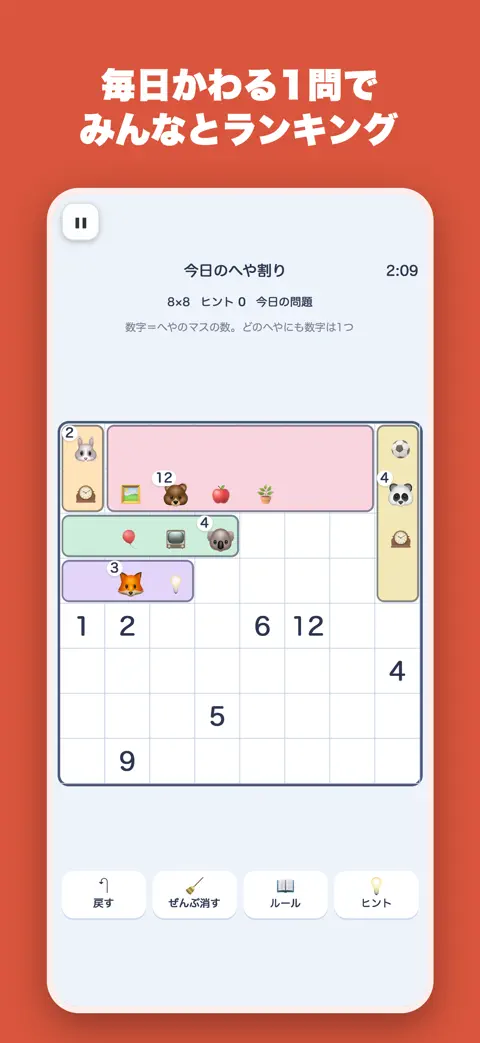 毎日かわる1問で
みんなとランキング
今日のへや割り
2:09
8×8 ヒント 0 今日の問題
数字＝へやのマスの数。どのへやにも数字は1つ
2
12
4
4
3
1 2 6 12
4
5
9
戻す ぜんぶ消す ルール ヒント